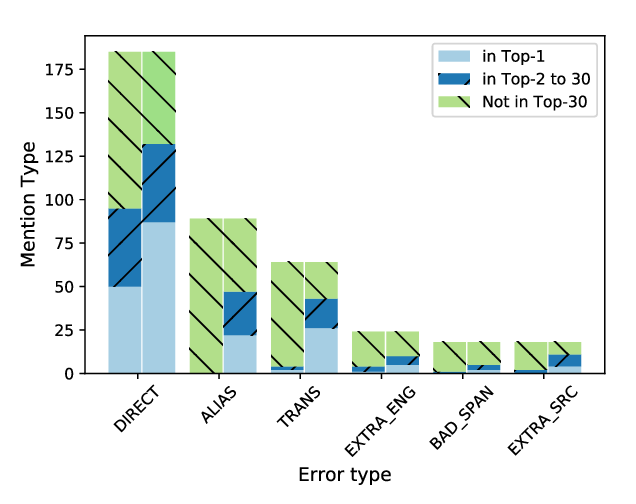 in Top-1
in Top-2 to 30
Not in Top-30
Mention Type
175
150
125
100
75
50
25
0
DIRECT
ALIAS
TRANS
EXTRA_ENG
BAD_SPAN
EXTRA_SRC
Error type